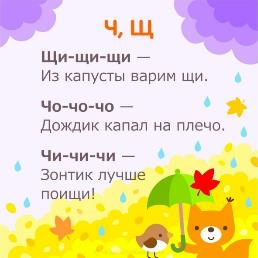 Ч, Щ
Щи-щи-щи —
Из капусты варим щи.
Чо-чо-чо —
Дождик капал на плечо.
Чи-чи-чи —
Зонтик лучше
поищи!